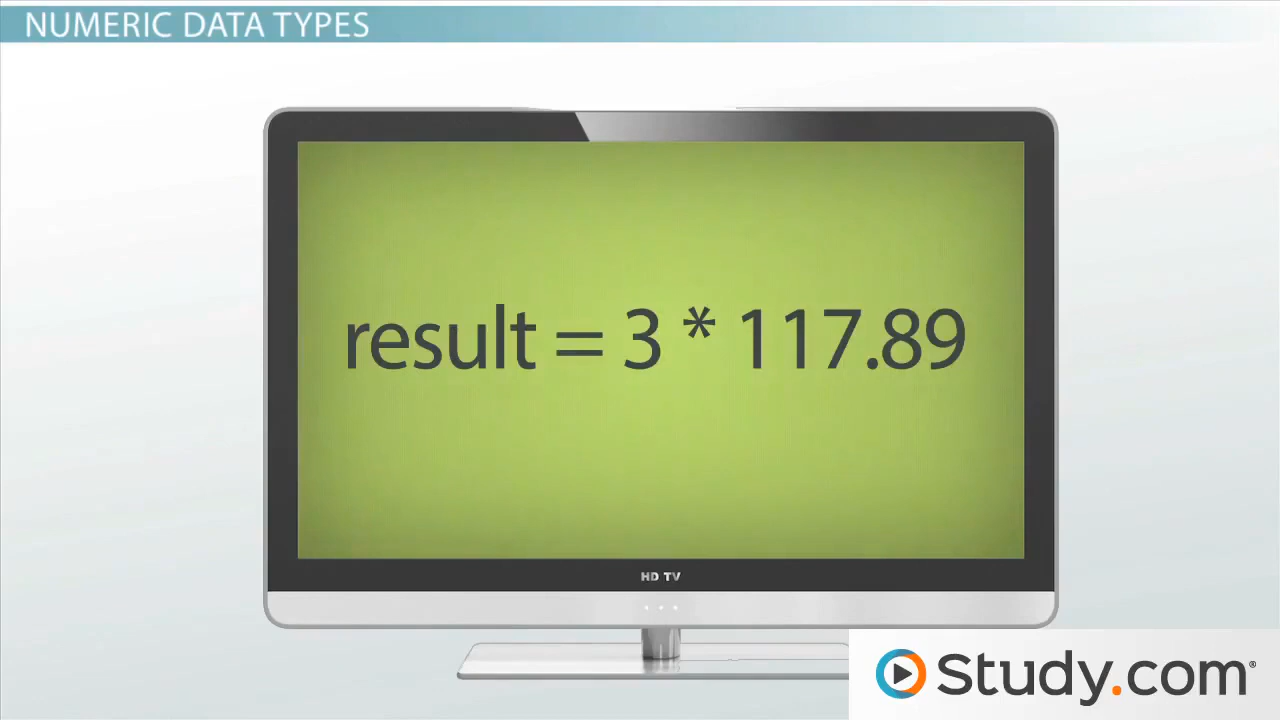 NUMERIC DATA TYPES
result = 3 * 117.89
HD TV
Study.com®